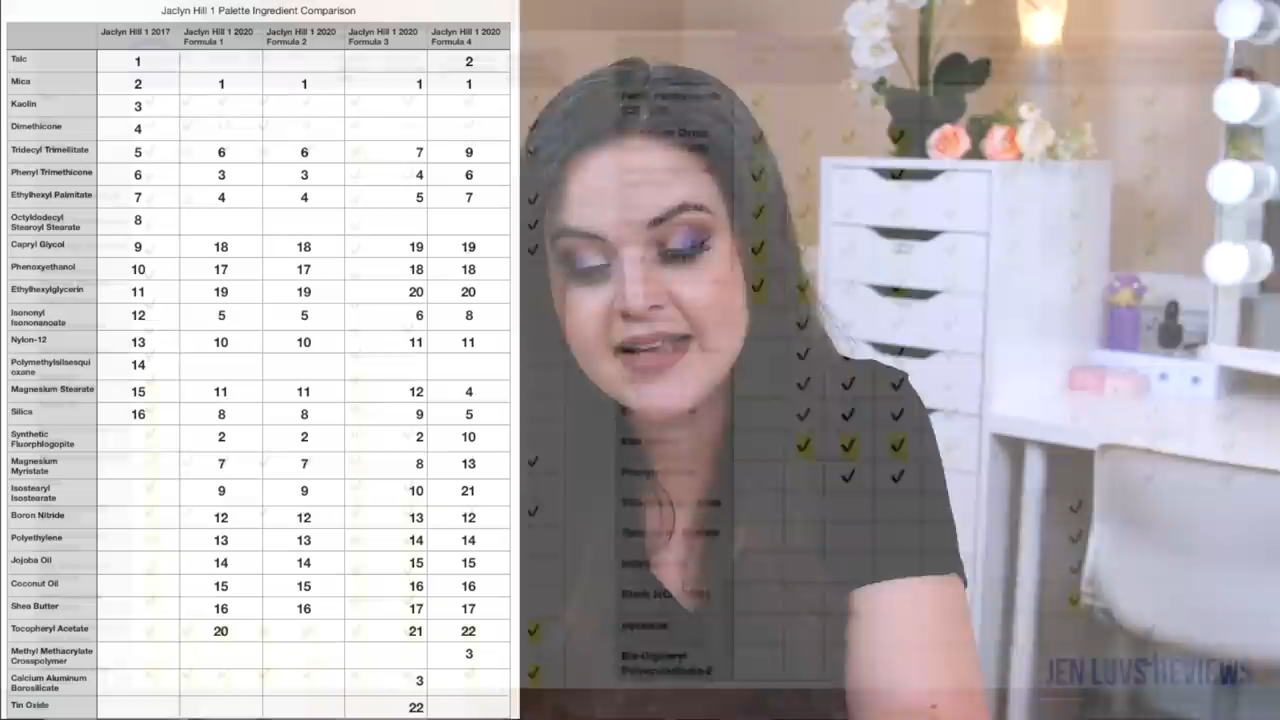 Jaclyn Hill 1 Palette Ingredient Comparison
Jaclyn Hill 1 2017 Jaclyn Hill 1 2020 Formula 1 Jaclyn Hill 1 2020 Formula 2 Jaclyn Hill 1 2020 Formula 3 Jaclyn Hill 1 2020 Formula 4
Talc 1 2
Mica 2 1 1 1 1
Kaolin 3
Dimethicone 4
Tridecyl Trimellitate 5 6 6 7 9
Phenyl Trimethicone 6 3 3 4 6
Ethylhexyl Palmitate 7 4 4 5 7
Octyldodecyl Stearoyl Stearate 8
Capryl Glycol 9 18 18 19 19
Phenoxyethanol 10 17 17 18 18
Ethylhexylglycerin 11 19 19 20 20
Isononyl Isononanoate 12 5 5 6 8
Nylon-12 13 10 10 11 11
Polymethylsilsesquioxane 14
Magnesium Stearate 15 11 11 12 4
Silica 16 8 8 9 5
Synthetic Fluorphlogopite 2 2 2 10
Magnesium Myristate 7 7 8 13
Isostearyl Isostearate 9 9 10 21
Boron Nitride 12 12 13 12
Polyethylene 13 13 14 14
Jojoba Oil 14 14 15 15
Coconut Oil 15 15 16 16
Shea Butter 16 16 17 17
Tocopheryl Acetate 20 21 22
Methyl Methacrylate Crosspolymer 3
Calcium Aluminum Borosilicate 3
Tin Oxide 22
JEN LUVS REVIEWS